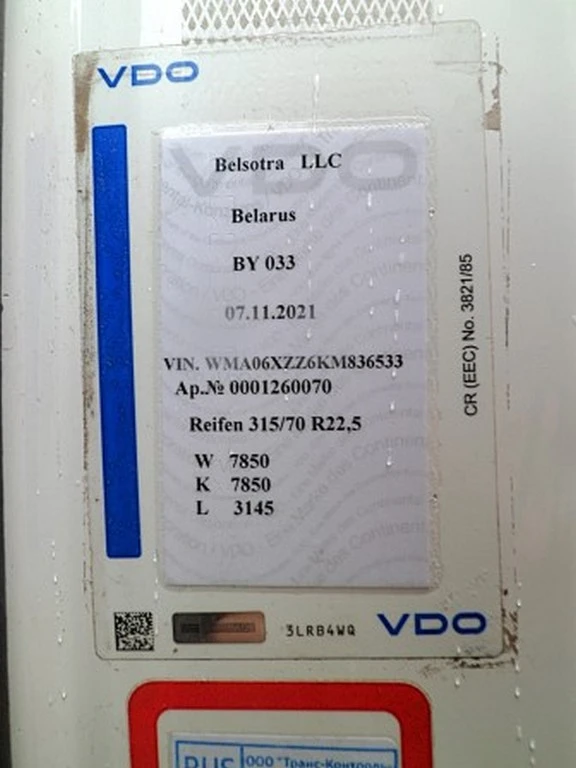 VDO
Belsotra LLC
Belarus
BY 033
07.11.2021
VIN. WMA06XZZ6KM836533
Ap.№ 0001260070
Reifen 315/70 R22,5
W 7850
K 7850
L 3145
CR (EEC) No. 3821/85
3LRB4WQ
VDO
RUS
ООО "Транс-Контроль"